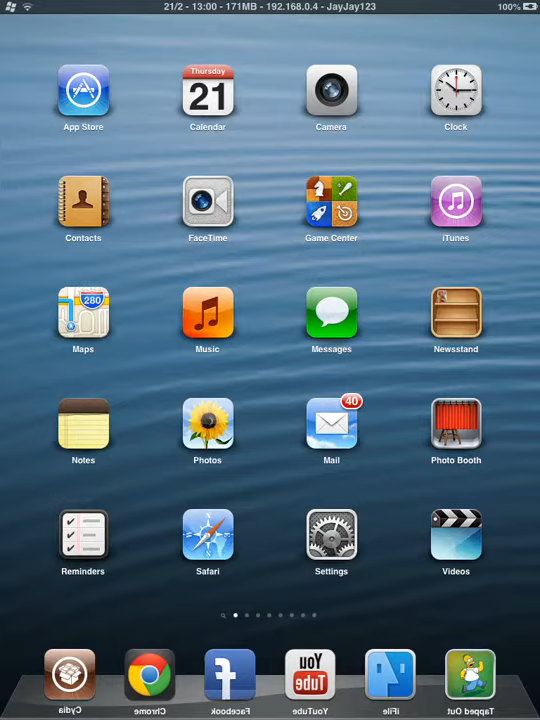 21/2 - 13:00 - 171MB - 192.168.0.4 - JayJay123 100%
Thursday
21
App Store Calendar Camera Clock
Contacts FaceTime Game Center iTunes
280
Maps Music Messages Newsstand
40
Notes Photos Mail Photo Booth
Reminders Safari Settings Videos
You
Tube
Cydia Chrome Facebook YouTube iFile Tapped Out